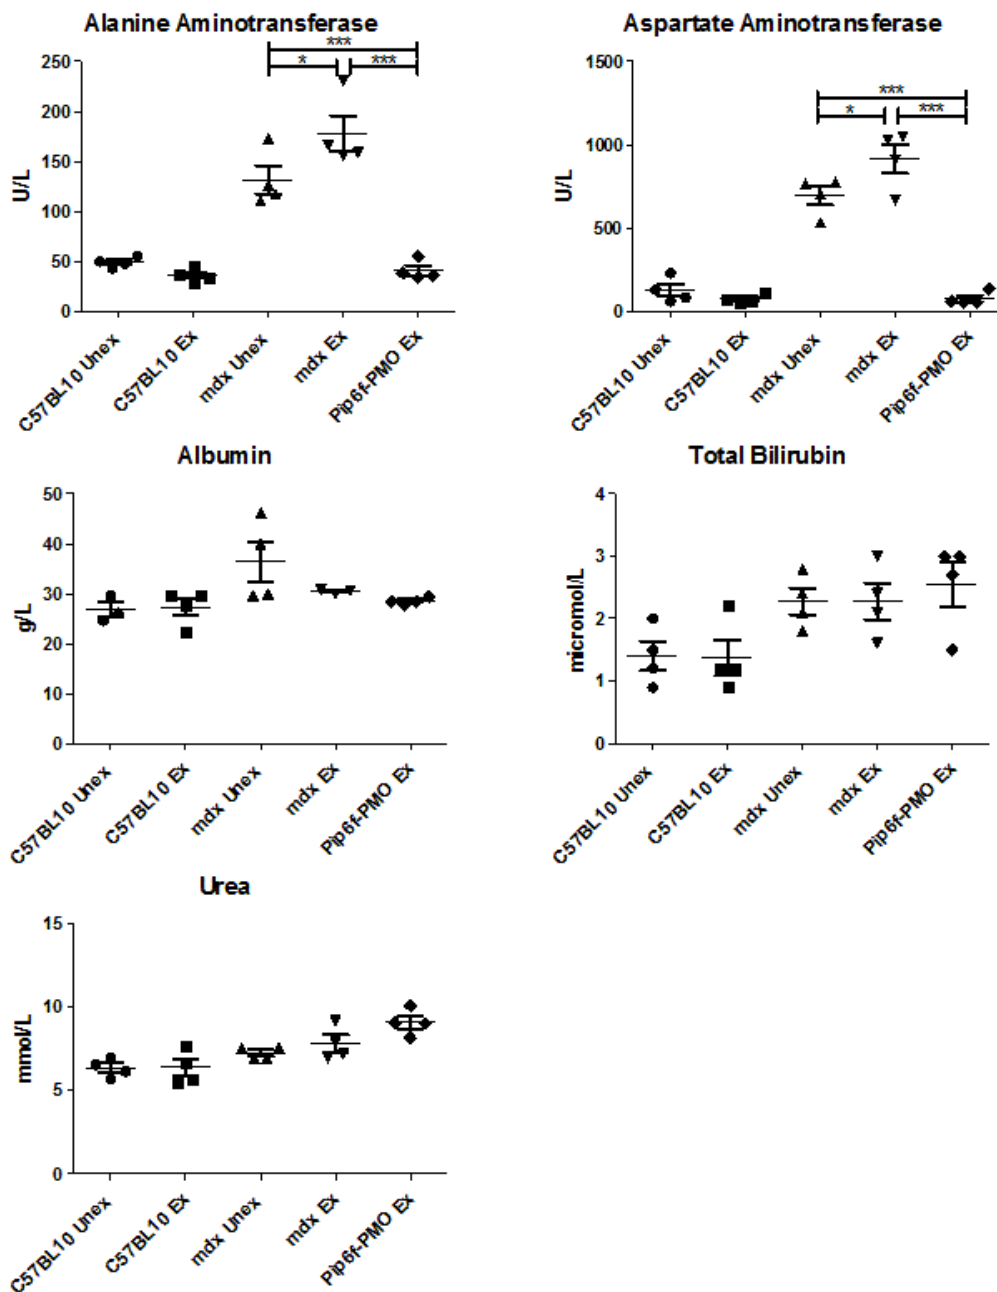 Alanine Aminotransferase
***
*
***
250
200
150
100
50
0
U/L
C57BL10 Unex
C57BL10 Ex
mdx Unex
mdx Ex
Pip6f-PMO Ex
Aspartate Aminotransferase
***
*
***
1500
1000
500
0
U/L
C57BL10 Unex
C57BL10 Ex
mdx Unex
mdx Ex
Pip6f-PMO Ex
Albumin
50
40
30
20
10
0
g/L
C57BL10 Unex
C57BL10 Ex
mdx Unex
mdx Ex
Pip6f-PMO Ex
Total Bilirubin
4
3
2
1
0
micromol/L
C57BL10 Unex
C57BL10 Ex
mdx Unex
mdx Ex
Pip6f-PMO Ex
Urea
15
10
5
0
mmol/L
C57BL10 Unex
C57BL10 Ex
mdx Unex
mdx Ex
Pip6f-PMO Ex